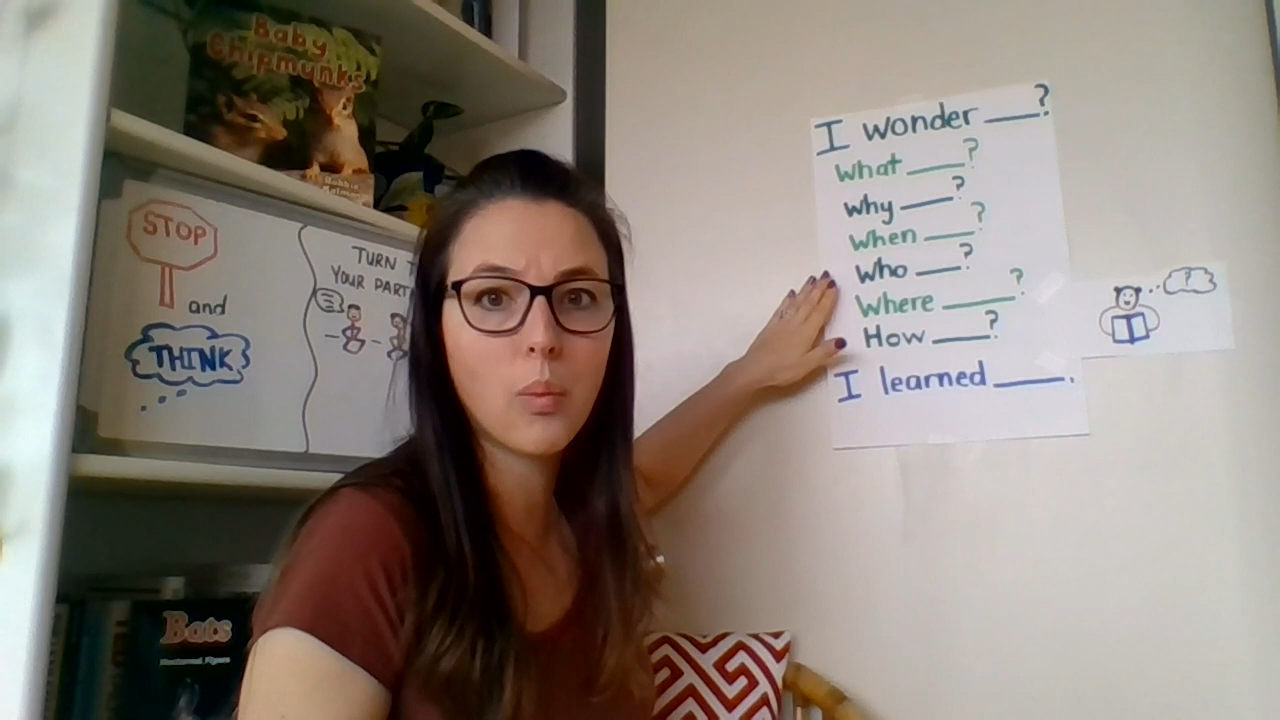 Baby
Chipmunks
Bobbie
STOP
and
THINK
TURN
YOUR
I wonder ___?
What ___?
why ___?
When ___?
Who ___?
Where ___?
How ___?
I learned ___.
?
Bats